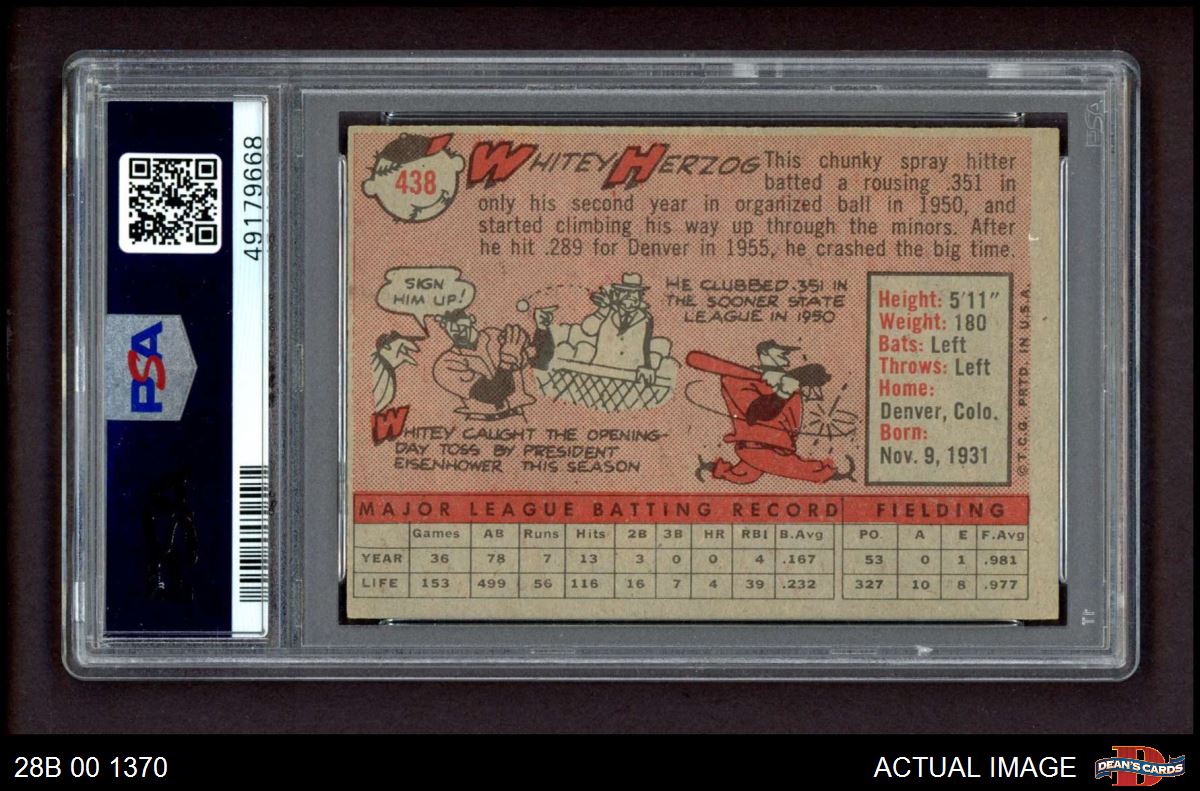 49179668
PSA
438
WHITEY HERZOG
This chunky spray hitter
batted a rousing .351 in
only his second year in organized ball in 1950, and
started climbing his way up through the minors. After
he hit .289 for Denver in 1955, he crashed the big time.
SIGN
HIM UP!
HE CLUBBED .351 IN
THE SOONER STATE
LEAGUE IN 1950
WHITEY CAUGHT THE OPENING-
DAY TOSS BY PRESIDENT
EISENHOWER THIS SEASON
Height: 5'11"
Weight: 180
Bats: Left
Throws: Left
Home:
Denver, Colo.
Born:
Nov. 9, 1931
©T.C.G. PRTD. IN U.S.A.
MAJOR LEAGUE BATTING RECORD FIELDING
Games AB Runs Hits 2B 3B HR RBI B.Avg PO. A E F.Avg
YEAR 36 78 7 13 3 0 0 4 .167 53 0 1 .981
LIFE 153 499 56 116 16 7 4 39 .232 327 10 8 .977
PSA
28B 00 1370
ACTUAL IMAGE
DEAN'S CARDS